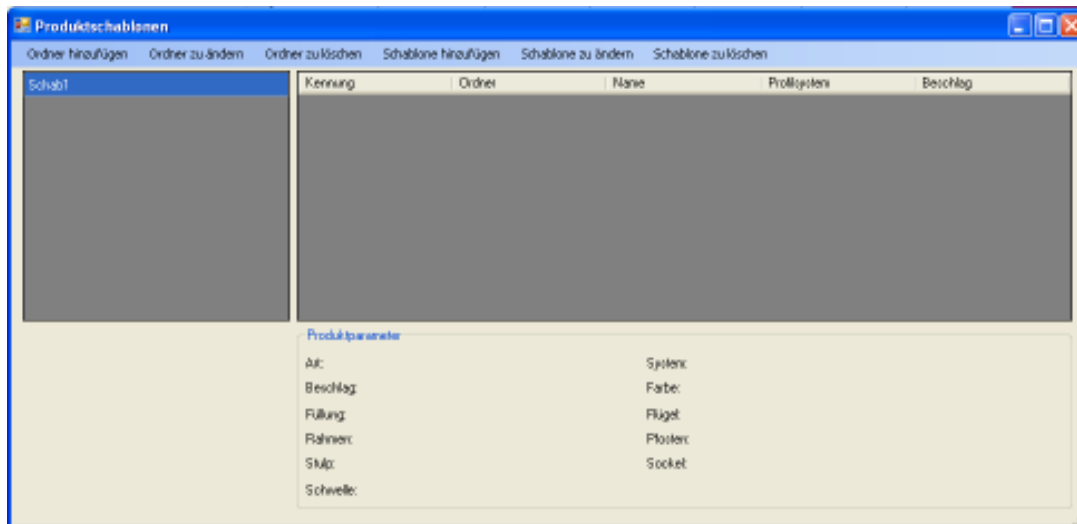 Produktschablonen
Ordner hinzufügen Ordner zu ändern Ordner zu löschen Schablone hinzufügen Schablone zu ändern Schablone zu löschen
Schab1
Kennung Ordner Name Profilsystem Beschlag
Produktparameter
Art: System:
Beschlag: Farbe:
Füllung: Flügel:
Rahmen: Pfosten:
Stulp: Sockel:
Schwelle: